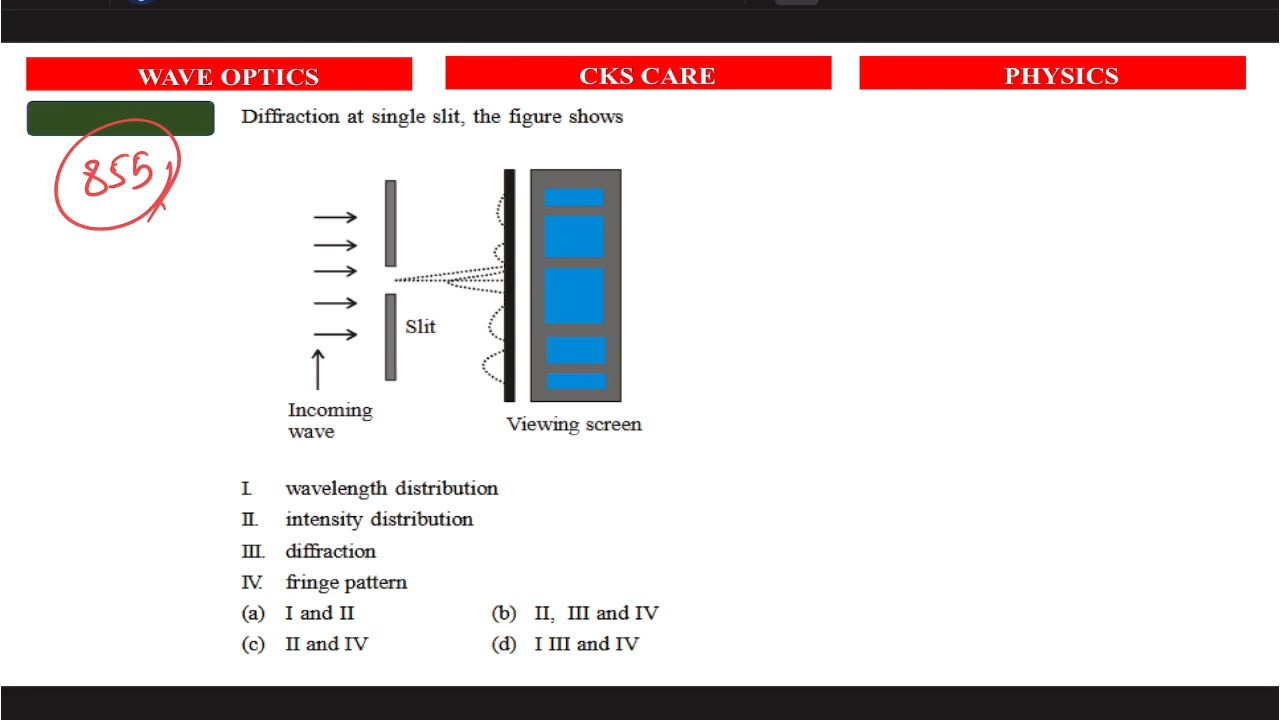 WAVE OPTICS
CKS CARE
PHYSICS
855
Diffraction at single slit, the figure shows
Slit
Incoming
wave
Viewing screen
I. wavelength distribution
II. intensity distribution
III. diffraction
IV. fringe pattern
(a) I and II (b) II, III and IV
(c) II and IV (d) I III and IV